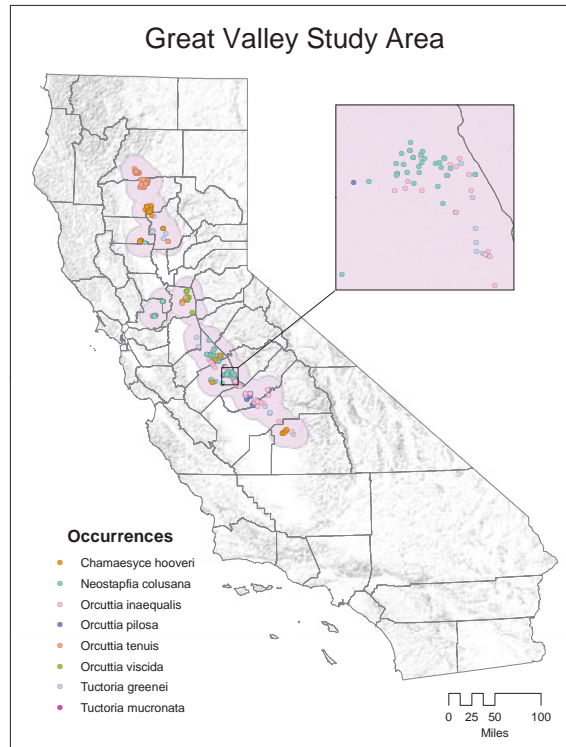 Great Valley Study Area
Occurrences
Chamaesyce hooveri
Neostapfia colusana
Orcuttia inaequalis
Orcuttia pilosa
Orcuttia tenuis
Orcuttia viscida
Tuctoria greenei
Tuctoria mucronata
0 25 50 100
Miles